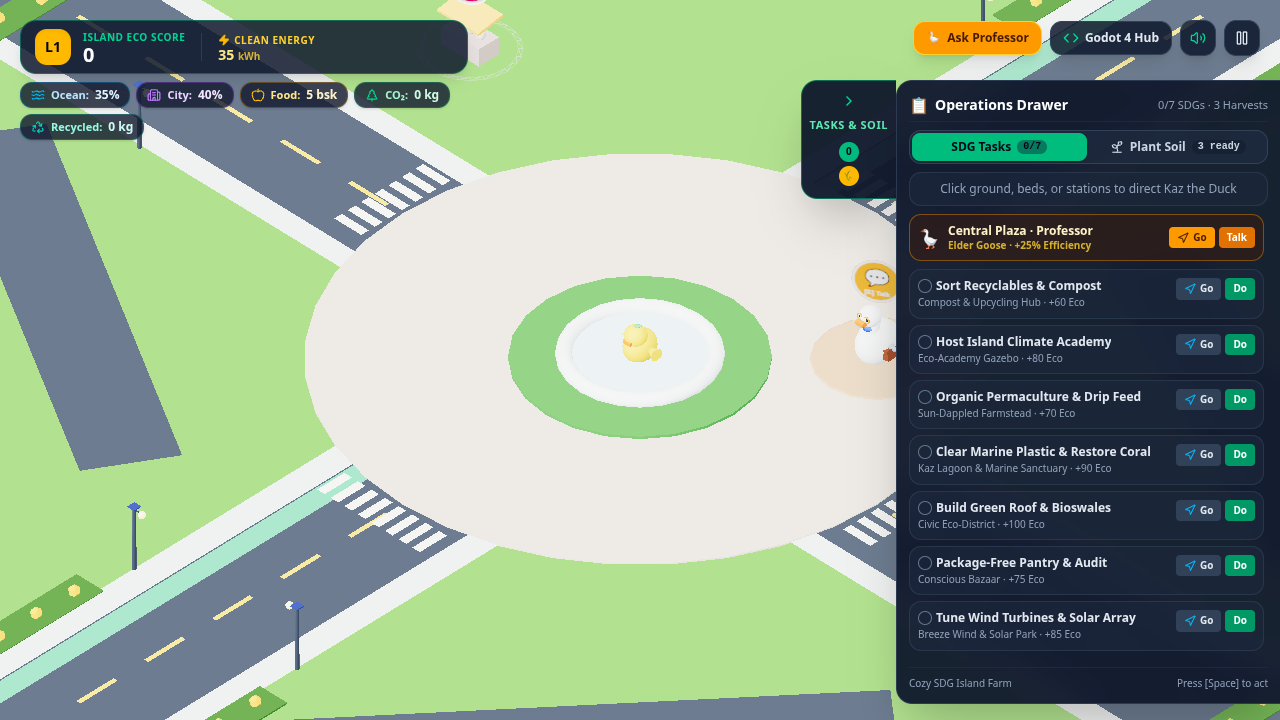 L1
ISLAND ECO SCORE
0
CLEAN ENERGY
35 kWh
Ocean: 35%
City: 40%
Food: 5 bsk
CO₂: 0 kg
Recycled: 0 kg
Ask Professor
Godot 4 Hub
TASKS & SOIL
0
Operations Drawer
0/7 SDGs · 3 Harvests
SDG Tasks 0/7
Plant Soil 3 ready
Click ground, beds, or stations to direct Kaz the Duck
Central Plaza · Professor
Elder Goose · +25% Efficiency
Go
Talk
Sort Recyclables & Compost
Compost & Upcycling Hub · +60 Eco
Go
Do
Host Island Climate Academy
Eco-Academy Gazebo · +80 Eco
Go
Do
Organic Permaculture & Drip Feed
Sun-Dappled Farmstead · +70 Eco
Go
Do
Clear Marine Plastic & Restore Coral
Kaz Lagoon & Marine Sanctuary · +90 Eco
Go
Do
Build Green Roof & Bioswales
Civic Eco-District · +100 Eco
Go
Do
Package-Free Pantry & Audit
Conscious Bazaar · +75 Eco
Go
Do
Tune Wind Turbines & Solar Array
Breeze Wind & Solar Park · +85 Eco
Go
Do
Cozy SDG Island Farm
Press [Space] to act